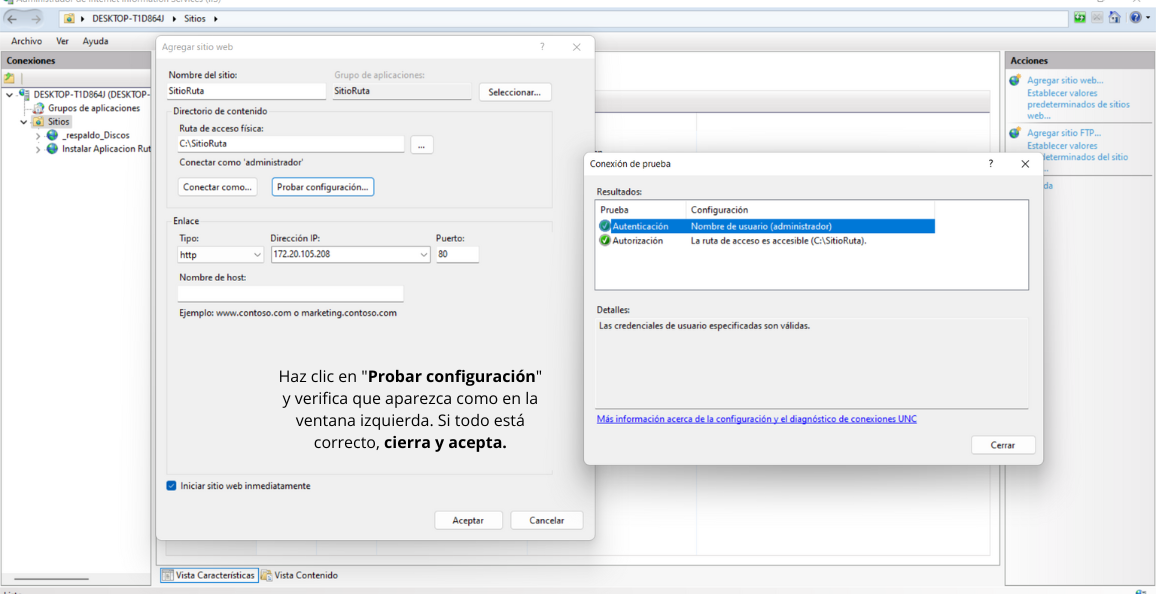 Administrador de Internet Information Services (IIS)
DESKTOP-T1D864J
Sitios
Archivo Ver Ayuda
Conexiones
DESKTOP-T1D864J (DESKTOP-
Grupos de aplicaciones
Sitios
_respaldo_Discos
Instalar Aplicacion Rut
Agregar sitio web
?
Nombre del sitio:
Grupo de aplicaciones:
SitioRuta
SitioRuta
Seleccionar...
Directorio de contenido
Ruta de acceso física:
C:\SitioRuta
...
Conectar como 'administrador'
Conectar como...
Probar configuración...
Enlace
Tipo:
Dirección IP:
Puerto:
http
172.20.105.208
80
Nombre de host:
Ejemplo: www.contoso.com o marketing.contoso.com
Haz clic en "Probar configuración"
y verifica que aparezca como en la
ventana izquierda. Si todo está
correcto, cierra y acepta.
Iniciar sitio web inmediatamente
Aceptar
Cancelar
Conexión de prueba
?
Resultados:
Prueba
Configuración
Autenticación
Nombre de usuario (administrador)
Autorización
La ruta de acceso es accesible (C:\SitioRuta).
Detalles:
Las credenciales de usuario especificadas son válidas.
Más información acerca de la configuración y el diagnóstico de conexiones UNC
Cerrar
Acciones
Agregar sitio web...
Establecer valores
predeterminados de sitios
web...
Agregar sitio FTP...
Establecer valores
determinados del sitio
...
da
Vista Características
Vista Contenido